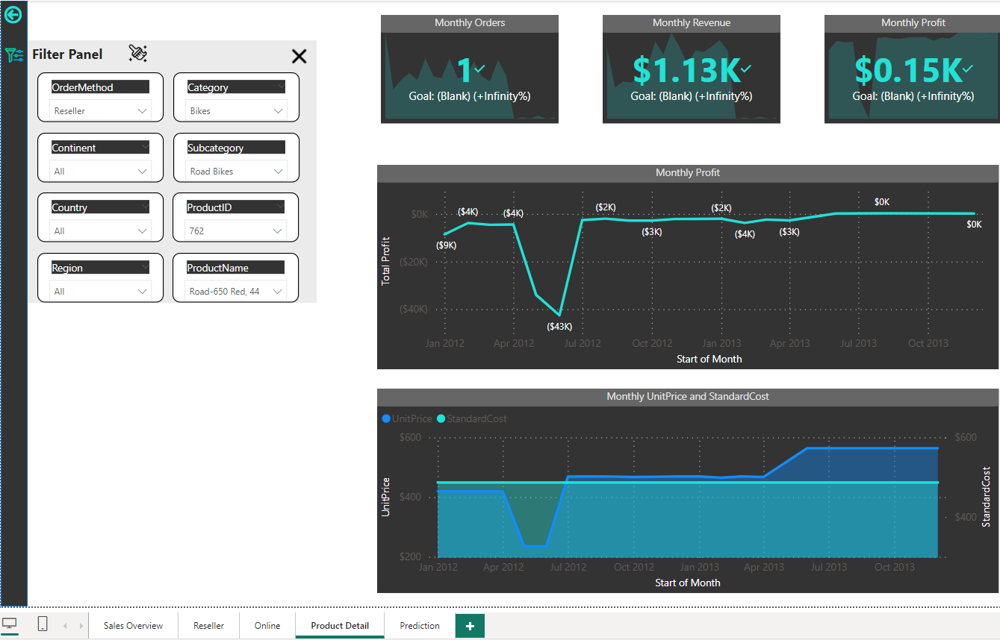 Filter Panel
OrderMethod
Reseller
Category
Bikes
Continent
All
Subcategory
Road Bikes
Country
All
ProductID
762
Region
All
ProductName
Road-650 Red, 44
Monthly Orders
1
Goal: (Blank) (+Infinity%)
Monthly Revenue
$1.13K
Goal: (Blank) (+Infinity%)
Monthly Profit
$0.15K
Goal: (Blank) (+Infinity%)
Monthly Profit
Total Profit
$0K
($20K)
($40K)
($9K)
($4K)
($4K)
($43K)
($2K)
($3K)
($2K)
($4K)
($3K)
$0K
$0K
Jan 2012 Apr 2012 Jul 2012 Oct 2012 Jan 2013 Apr 2013 Jul 2013 Oct 2013
Start of Month
Monthly UnitPrice and StandardCost
UnitPrice StandardCost
UnitPrice
$600
$400
$200
$600
$400
StandardCost
Jan 2012 Apr 2012 Jul 2012 Oct 2012 Jan 2013 Apr 2013 Jul 2013 Oct 2013
Start of Month
Sales Overview Reseller Online Product Detail Prediction +